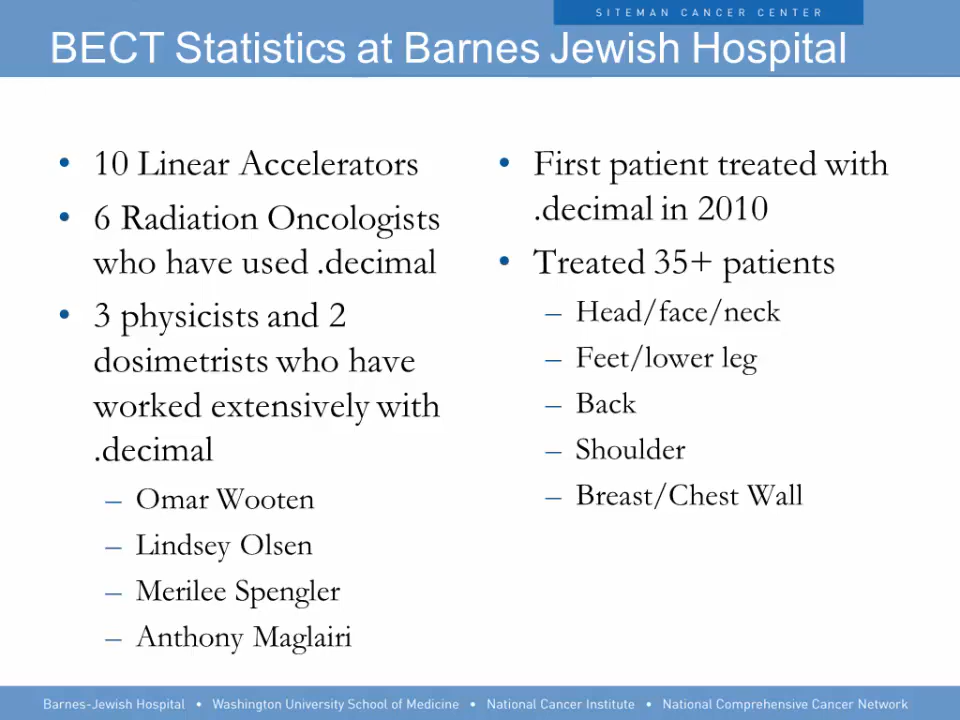 SITEMAN CANCER CENTER
BECT Statistics at Barnes Jewish Hospital
• 10 Linear Accelerators
• 6 Radiation Oncologists
who have used .decimal
• 3 physicists and 2
dosimetrists who have
worked extensively with
.decimal
– Omar Wooten
– Lindsey Olsen
– Merilee Spengler
– Anthony Maglairi
• First patient treated with
.decimal in 2010
• Treated 35+ patients
– Head/face/neck
– Feet/lower leg
– Back
– Shoulder
– Breast/Chest Wall
Barnes-Jewish Hospital • Washington University School of Medicine • National Cancer Institute • National Comprehensive Cancer Network